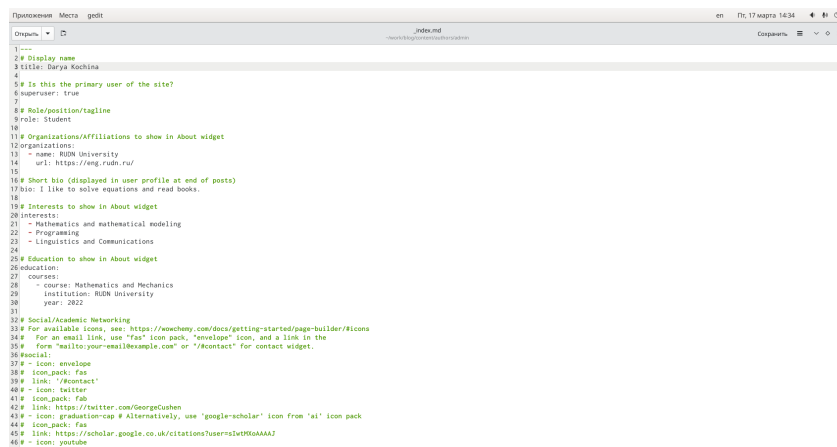 Приложения Места gedit en Пт, 17 марта 14:34
Открыть _index.md Сохранить
~/work/blog/content/authors/admin
1 ---
2 # Display name
3 title: Darya Kochina
4
5 # Is this the primary user of the site?
6 superuser: true
7
8 # Role/position/tagline
9 role: Student
10
11 # Organizations/Affiliations to show in About widget
12 organizations:
13   - name: RUDN University
14     url: https://eng.rudn.ru/
15
16 # Short bio (displayed in user profile at end of posts)
17 bio: I like to solve equations and read books.
18
19 # Interests to show in About widget
20 interests:
21   - Mathematics and mathematical modeling
22   - Programming
23   - Linguistics and Communications
24
25 # Education to show in About widget
26 education:
27   courses:
28     - course: Mathematics and Mechanics
29       institution: RUDN University
30       year: 2022
31
32 # Social/Academic Networking
33 # For available icons, see: https://wowchemy.com/docs/getting-started/page-builder/#icons
34 #   For an email link, use "fas" icon pack, "envelope" icon, and a link in the
35 #   form "mailto:your-email@example.com" or "/#contact" for contact widget.
36 #social:
37 # - icon: envelope
38 #  icon_pack: fas
39 #  link: '/#contact'
40 # - icon: twitter
41 #  icon_pack: fab
42 #  link: https://twitter.com/GeorgeCushen
43 # - icon: graduation-cap # Alternatively, use 'google-scholar' icon from 'ai' icon pack
44 #  icon_pack: fas
45 #  link: https://scholar.google.co.uk/citations?user=sIwtMXoAAAAJ
46 # - icon: youtube